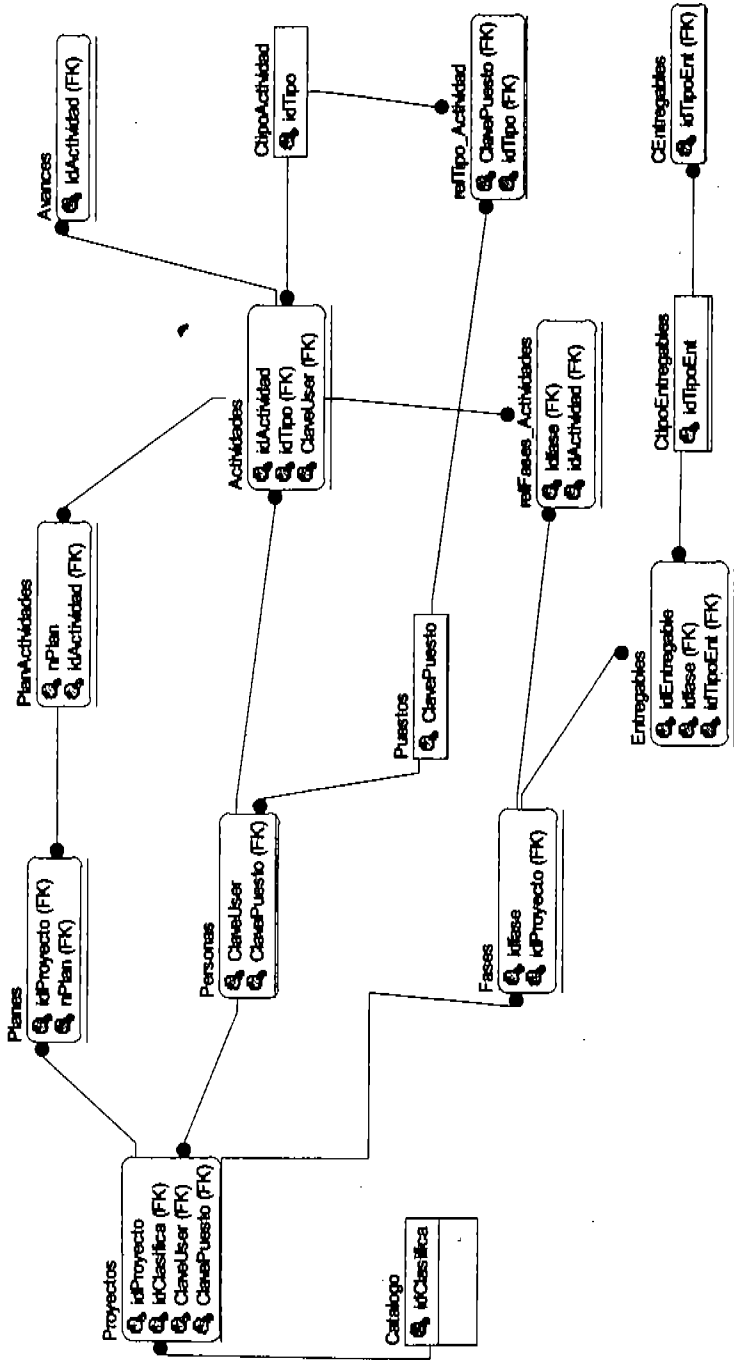 Proyectos
idProyecto
idClasifica (FK)
ClaveUser (FK)
ClavePuesto (FK)
Catalogo
idClasifica
Planes
idProyecto (FK)
nPlan (FK)
Personas
ClaveUser
ClavePuesto (FK)
Fases
idfase
idProyecto (FK)
PlanActividades
nPlan
idActividad (FK)
Puestos
ClavePuesto
Entregables
idEntregable
idfase (FK)
idTipoEnt (FK)
Actividades
idActividad
idTipo (FK)
ClaveUser (FK)
relFases_Actividades
idfase (FK)
idActividad (FK)
CtipoEntregables
idTipoEnt
Avances
idActividad (FK)
CtipoActividad
idTipo
relTipo_Actividad
ClavePuesto (FK)
idTipo (FK)
CEntregables
idTipoEnt (FK)